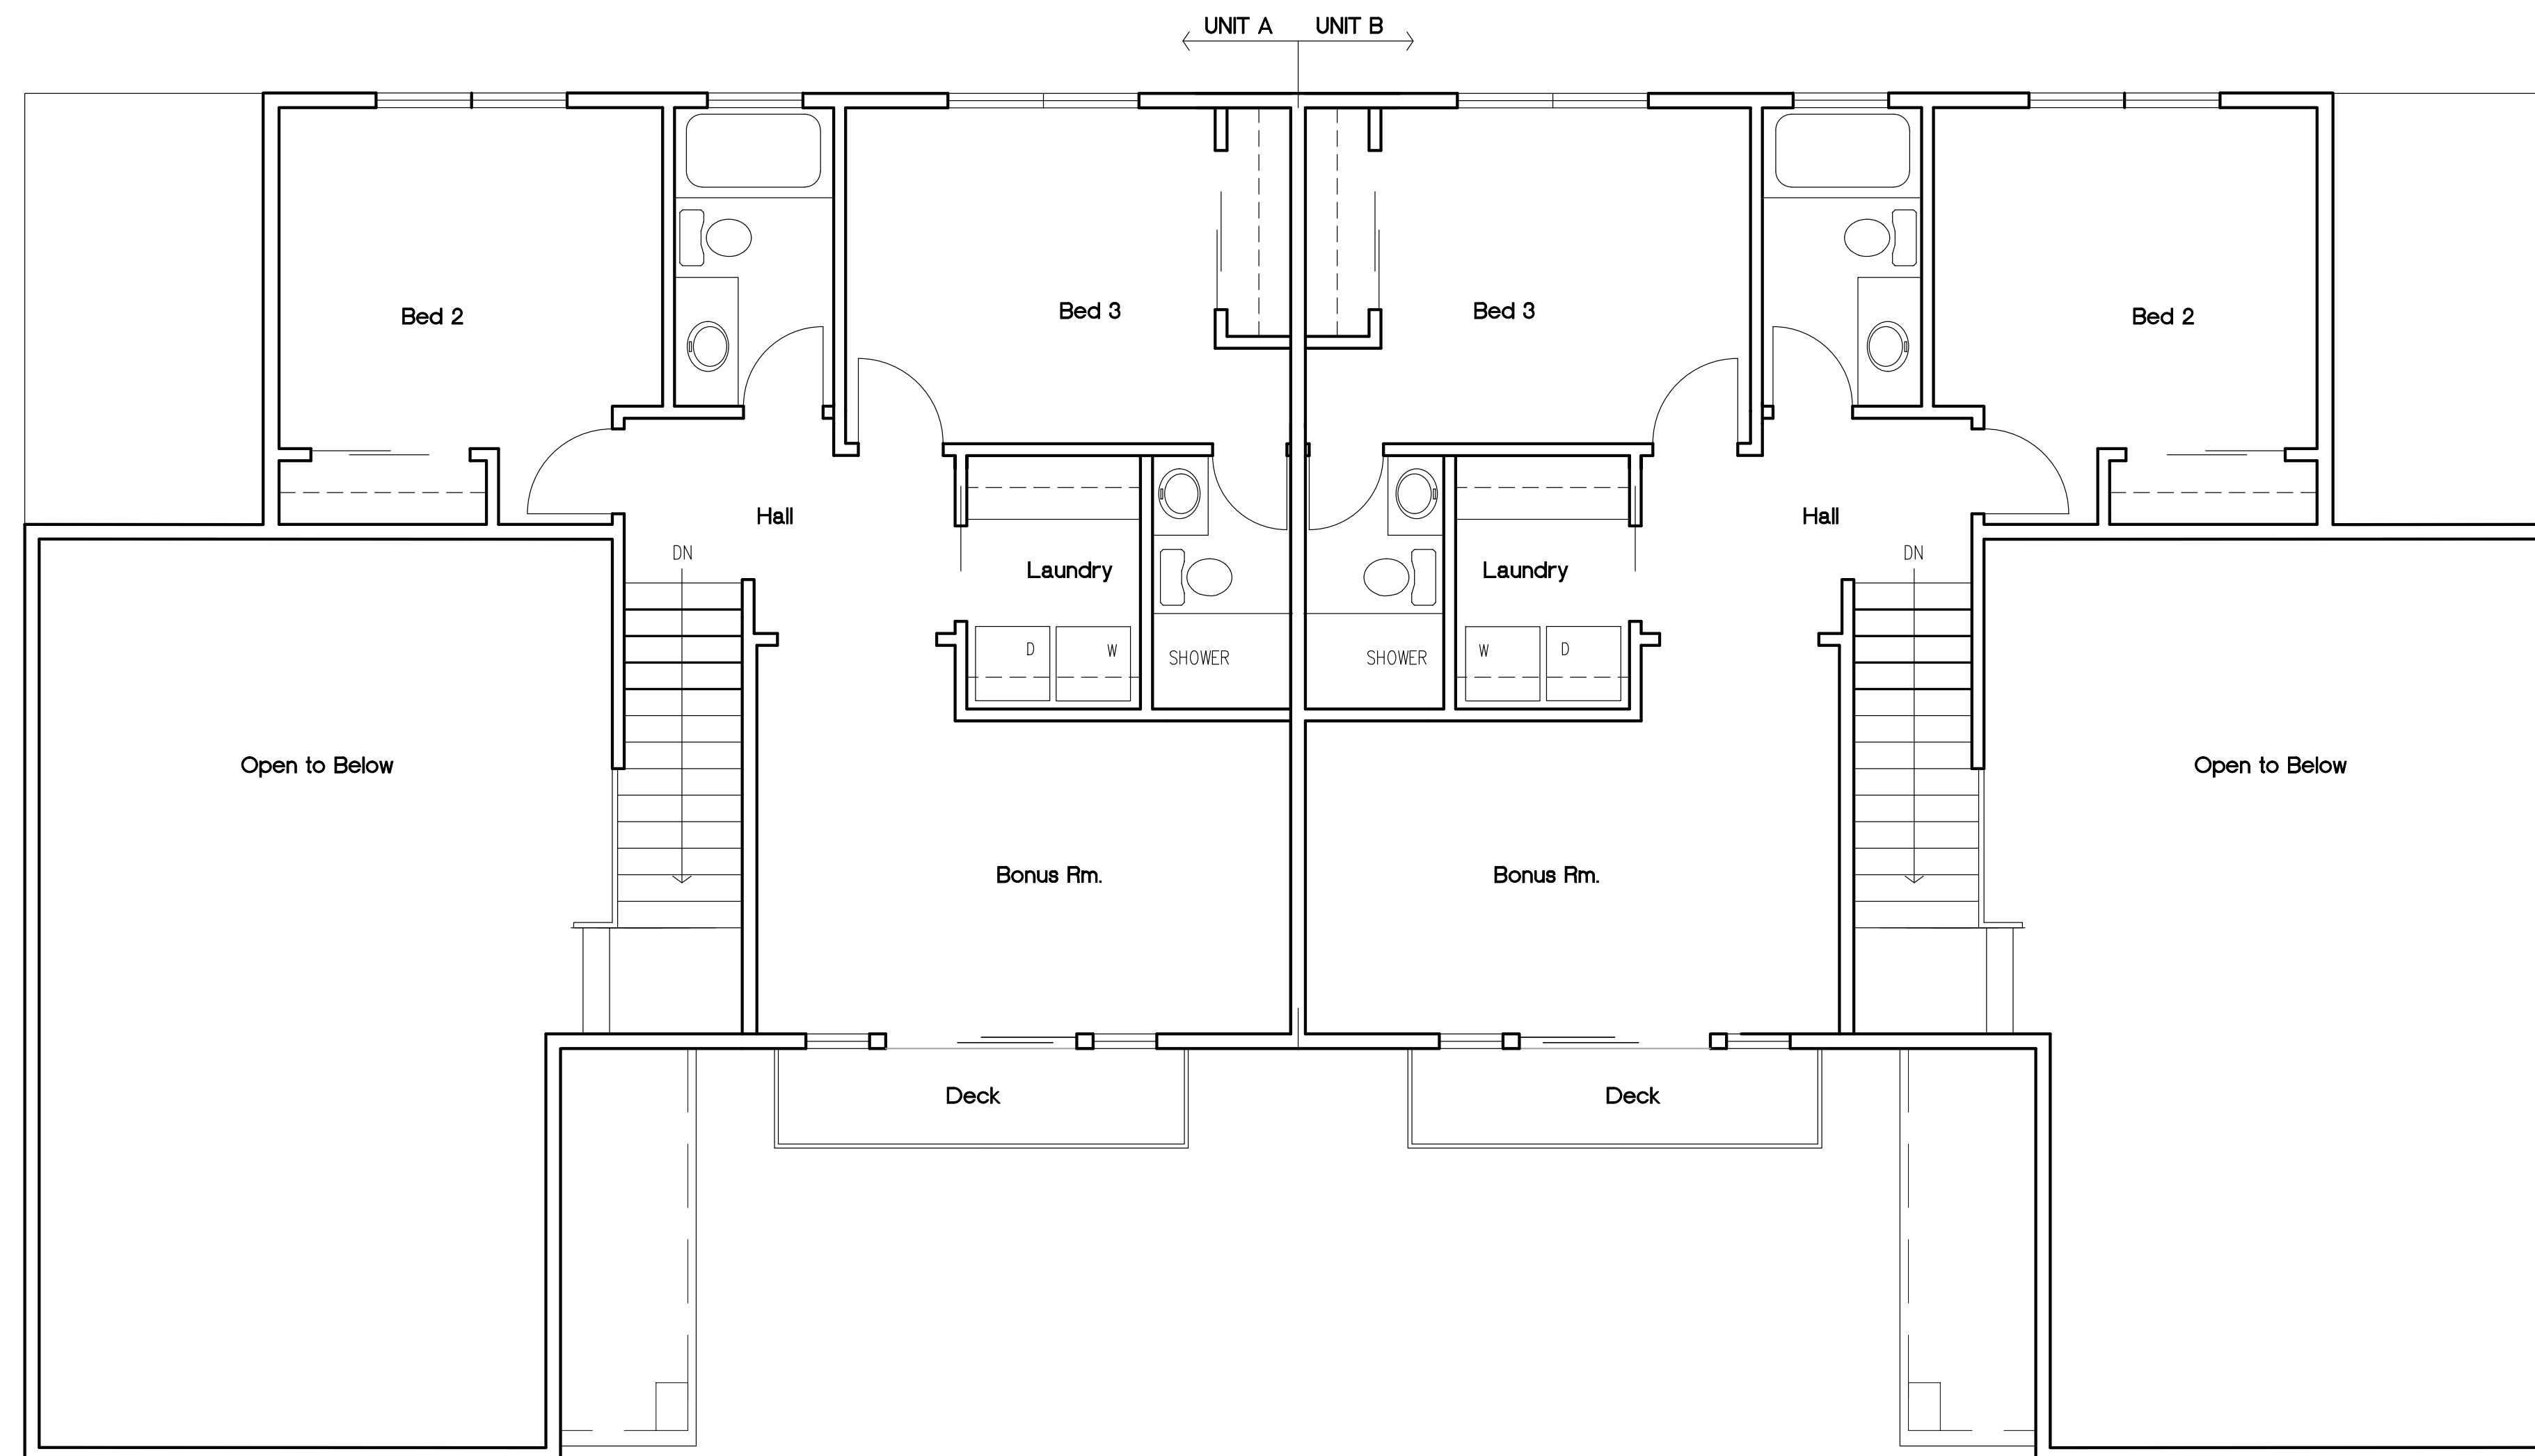 UNIT A UNIT B
Bed 2
Bed 3
Bed 3
Bed 2
Hall
Hall
DN
DN
Laundry
Laundry
D
W
SHOWER
SHOWER
W
D
Open to Below
Open to Below
Bonus Rm.
Bonus Rm.
Deck
Deck